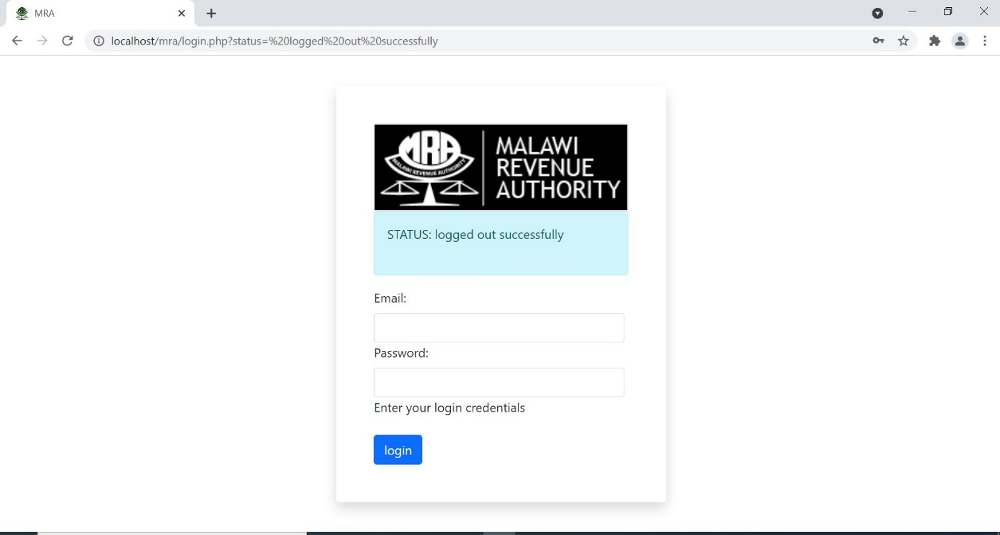 MRA
localhost/mra/login.php?status=%20logged%20out%20successfully
MRA
MALAWI REVENUE AUTHORITY
MALAWI
REVENUE
AUTHORITY
STATUS: logged out successfully
Email:
Password:
Enter your login credentials
login